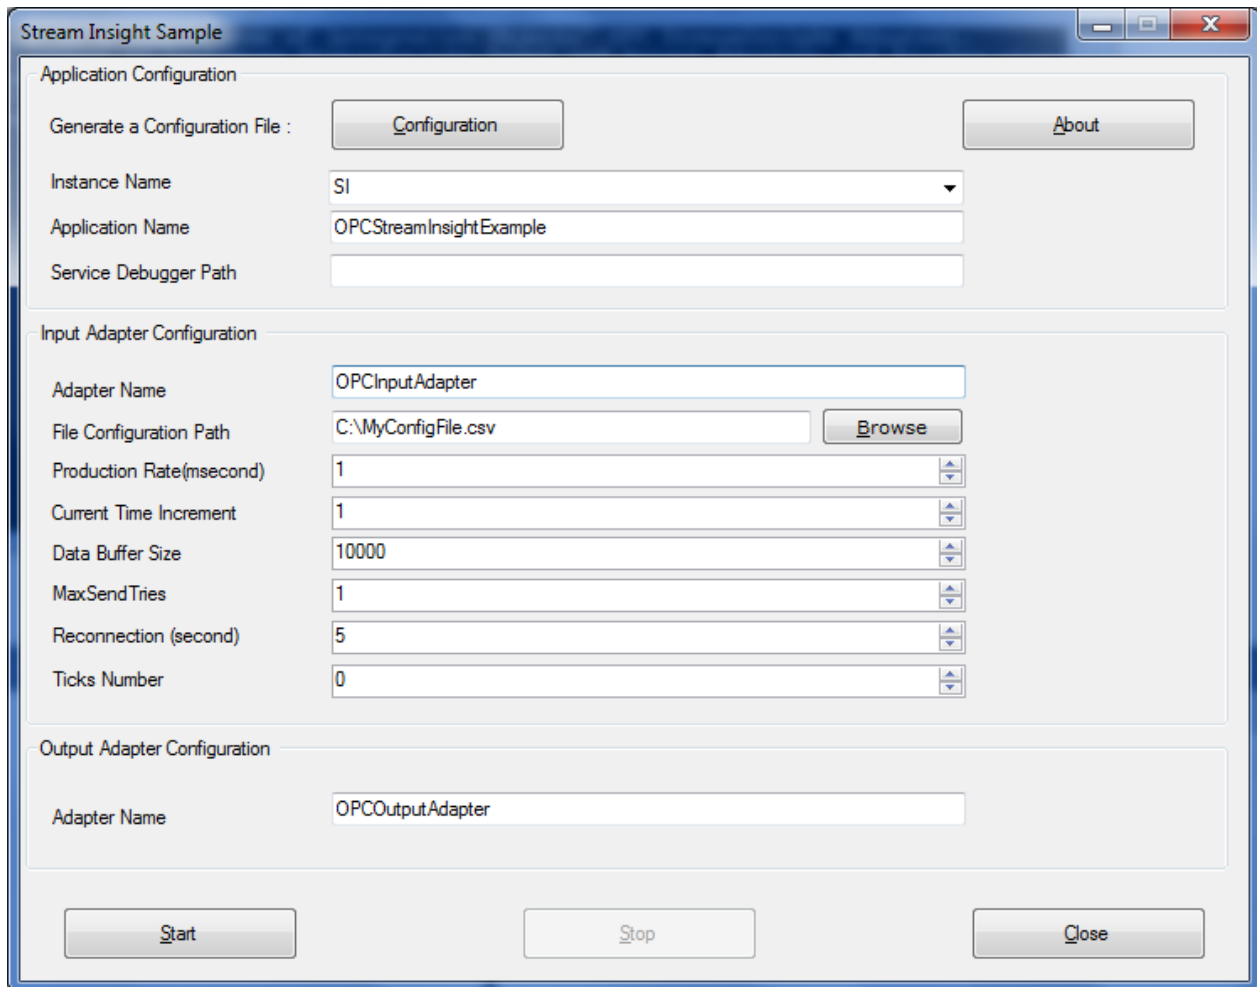 Stream Insight Sample
Application Configuration
Generate a Configuration File : Configuration About
Instance Name SI
Application Name OPCStreamInsightExample
Service Debugger Path
Input Adapter Configuration
Adapter Name OPCInputAdapter
File Configuration Path C:\MyConfigFile.csv Browse
Production Rate(msecond) 1
Current Time Increment 1
Data Buffer Size 10000
MaxSendTries 1
Reconnection (second) 5
Ticks Number 0
Output Adapter Configuration
Adapter Name OPCOutputAdapter
Start Stop Close